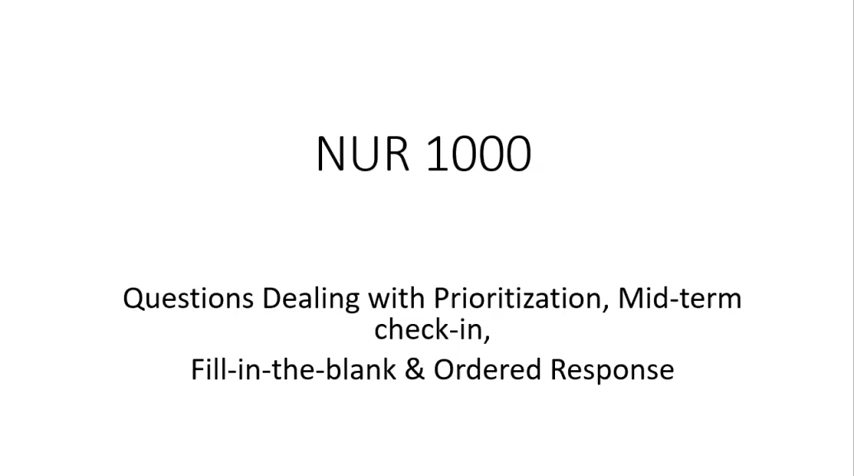 NUR 1000
Questions Dealing with Prioritization, Mid-term
check-in,
Fill-in-the-blank & Ordered Response